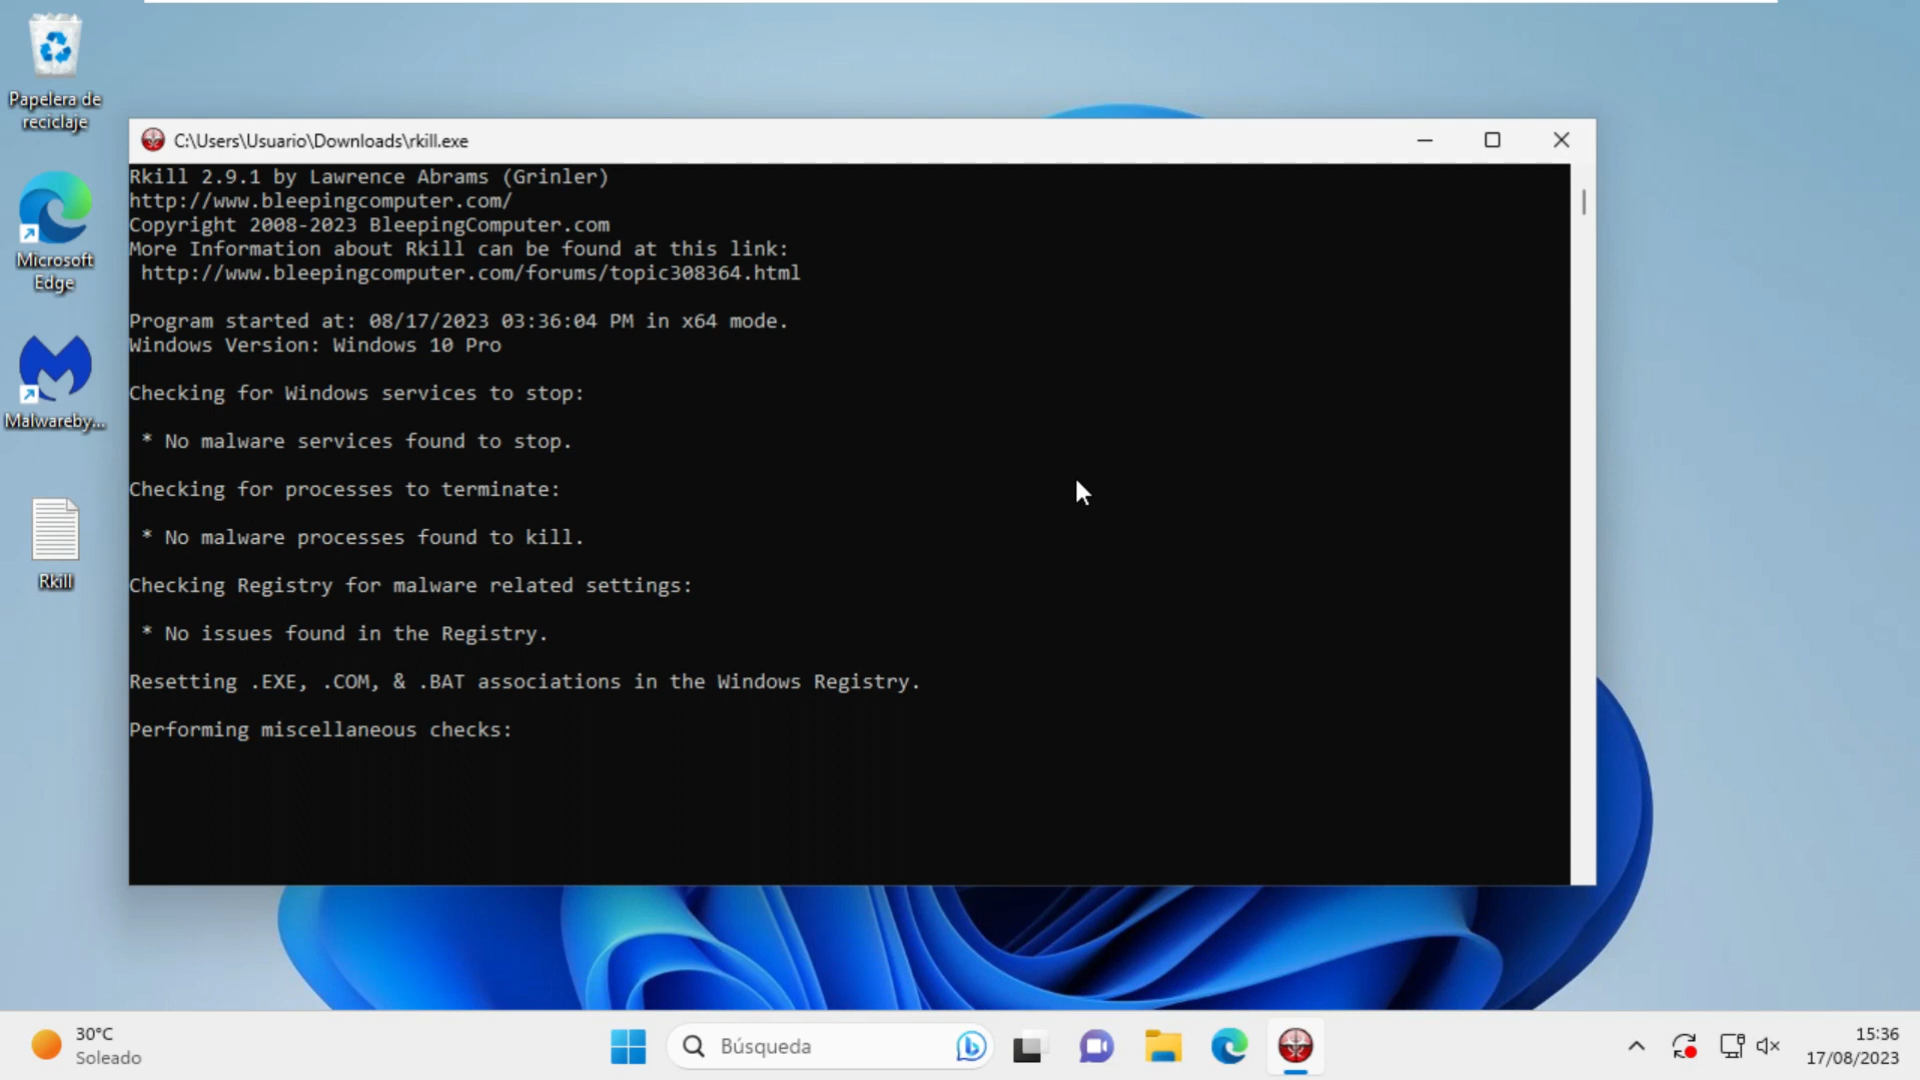 Papelera de
reciclaje
Microsoft
Edge
Malwareby...
Rkill
C:\Users\Usuario\Downloads\rkill.exe
Rkill 2.9.1 by Lawrence Abrams (Grinler)
http://www.bleepingcomputer.com/
Copyright 2008-2023 BleepingComputer.com
More Information about Rkill can be found at this link:
http://www.bleepingcomputer.com/forums/topic308364.html
Program started at: 08/17/2023 03:36:04 PM in x64 mode.
Windows Version: Windows 10 Pro
Checking for Windows services to stop:
* No malware services found to stop.
Checking for processes to terminate:
* No malware processes found to kill.
Checking Registry for malware related settings:
* No issues found in the Registry.
Resetting .EXE, .COM, & .BAT associations in the Windows Registry.
Performing miscellaneous checks:
30°C
Soleado
Búsqueda
15:36
17/08/2023